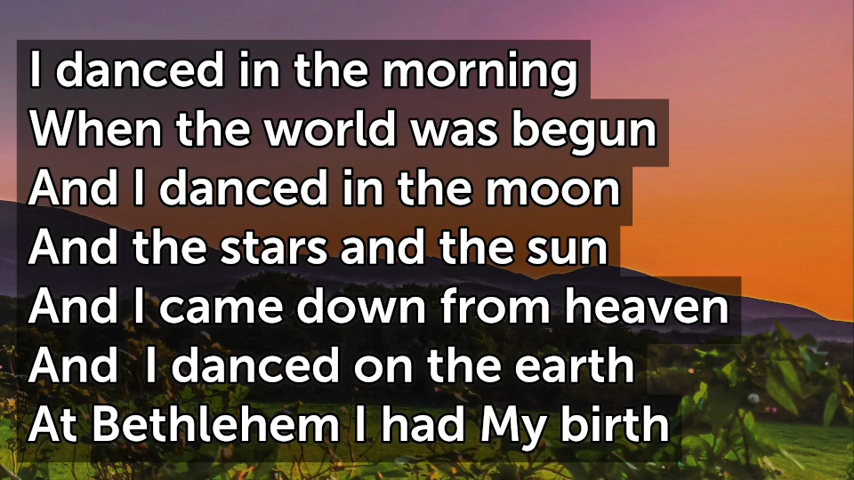 I danced in the morning
When the world was begun
And I danced in the moon
And the stars and the sun
And I came down from heaven
And  I danced on the earth
At Bethlehem I had My birth